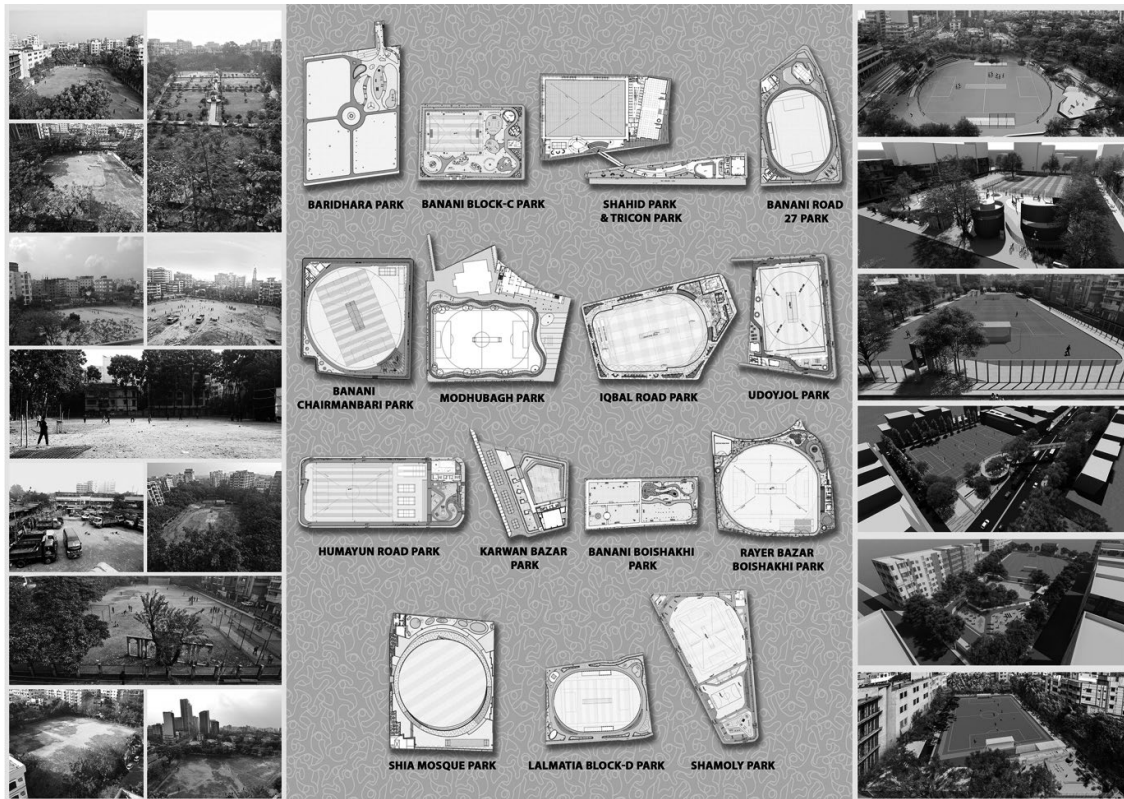 BARIDHARA PARK
BANANI BLOCK-C PARK
SHAHID PARK
& TRICON PARK
BANANI ROAD
27 PARK
BANANI
CHAIRMANBARI PARK
MODHUBAGH PARK
IQBAL ROAD PARK
UDOYJOL PARK
HUMAYUN ROAD PARK
KARWAN BAZAR
PARK
BANANI BOISHAKHI
PARK
RAYER BAZAR
BOISHAKHI PARK
SHIA MOSQUE PARK
LALMATIA BLOCK-D PARK
SHAMOLY PARK